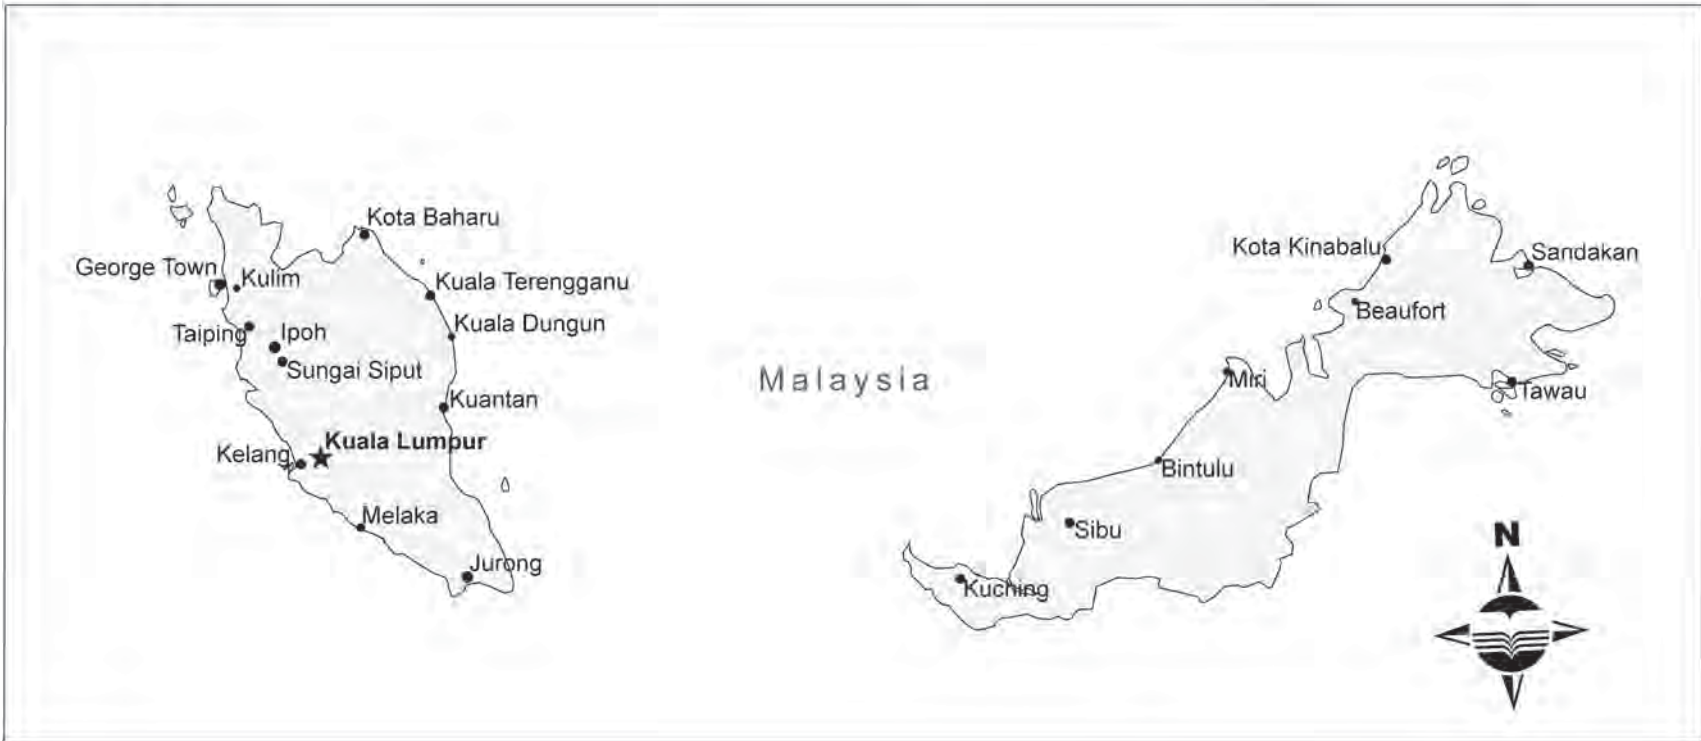 Kota Baharu
George Town
Kulim
Kuala Terengganu
Taiping
Ipoh
Kuala Dungun
Sungai Siput
Kuantan
Kuala Lumpur
Kelang
Melaka
Jurong
Malaysia
Kota Kinabalu
Sandakan
Beaufort
Miri
Tawau
Bintulu
Sibu
Kuching
N